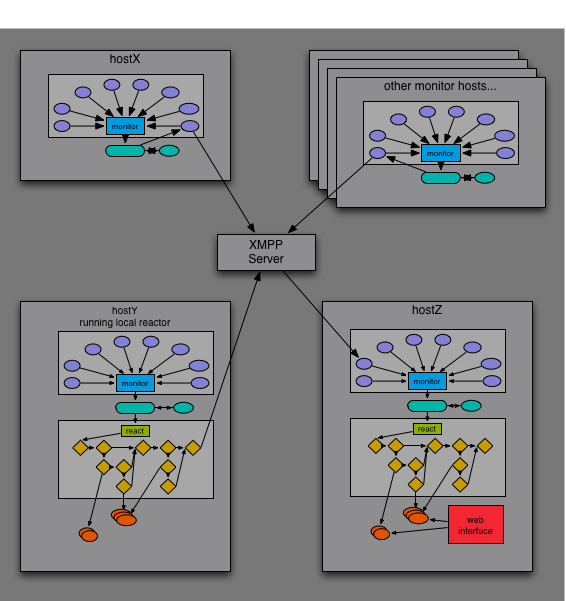 hostX
monitor
other monitor hosts...
monitor
XMPP
Server
hostY
running local reactor
monitor
react
hostZ
monitor
react
web
interface